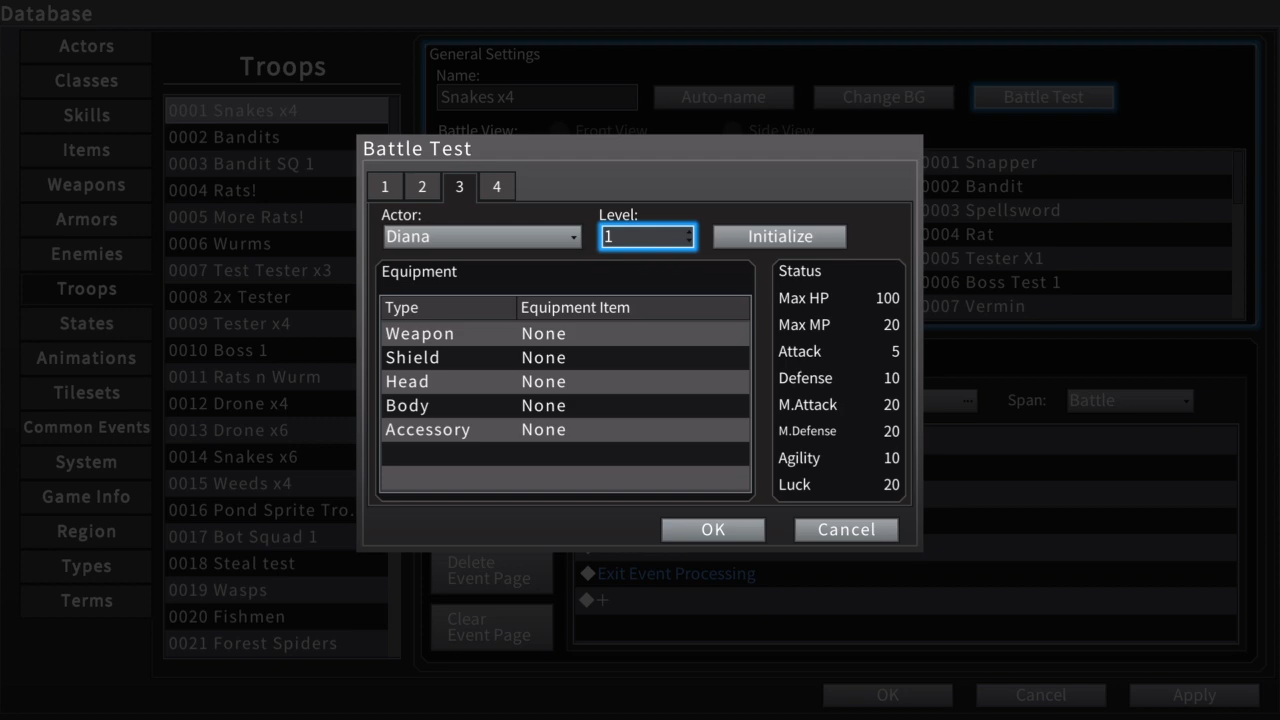 Database
Actors
Classes
Skills
Items
Weapons
Armors
Enemies
Troops
States
Animations
Tilesets
Common Events
System
Game Info
Region
Types
Terms
Troops
0001 Snakes x4
0002 Bandits
0003 Bandit SQ 1
0004 Rats!
0005 More Rats!
0006 Wurms
0007 Test Tester x3
0008 2x Tester
0009 Tester x4
0010 Boss 1
0011 Rats n Wurm
0012 Drone x4
0013 Drone x6
0014 Snakes x6
0015 Weeds x4
0016 Pond Sprite Tro.
0017 Bot Squad 1
0018 Steal test
0019 Wasps
0020 Fishmen
0021 Forest Spiders
General Settings
Name:
Snakes x4
Auto-name
Change BG
Battle Test
Battle View:
Front View
Side View
0001 Snapper
0002 Bandit
0003 Spellsword
0004 Rat
0005 Tester X1
0006 Boss Test 1
0007 Vermin
Battle Test
1 2 3 4
Actor:
Diana
Level:
1
Initialize
Equipment
Type Equipment Item
Weapon None
Shield None
Head None
Body None
Accessory None
Status
Max HP 100
Max MP 20
Attack 5
Defense 10
M.Attack 20
M.Defense 20
Agility 10
Luck 20
OK
Cancel
...
Span:
Battle
Delete
Event Page
Clear
Event Page
◆Exit Event Processing
◆+
OK
Cancel
Apply